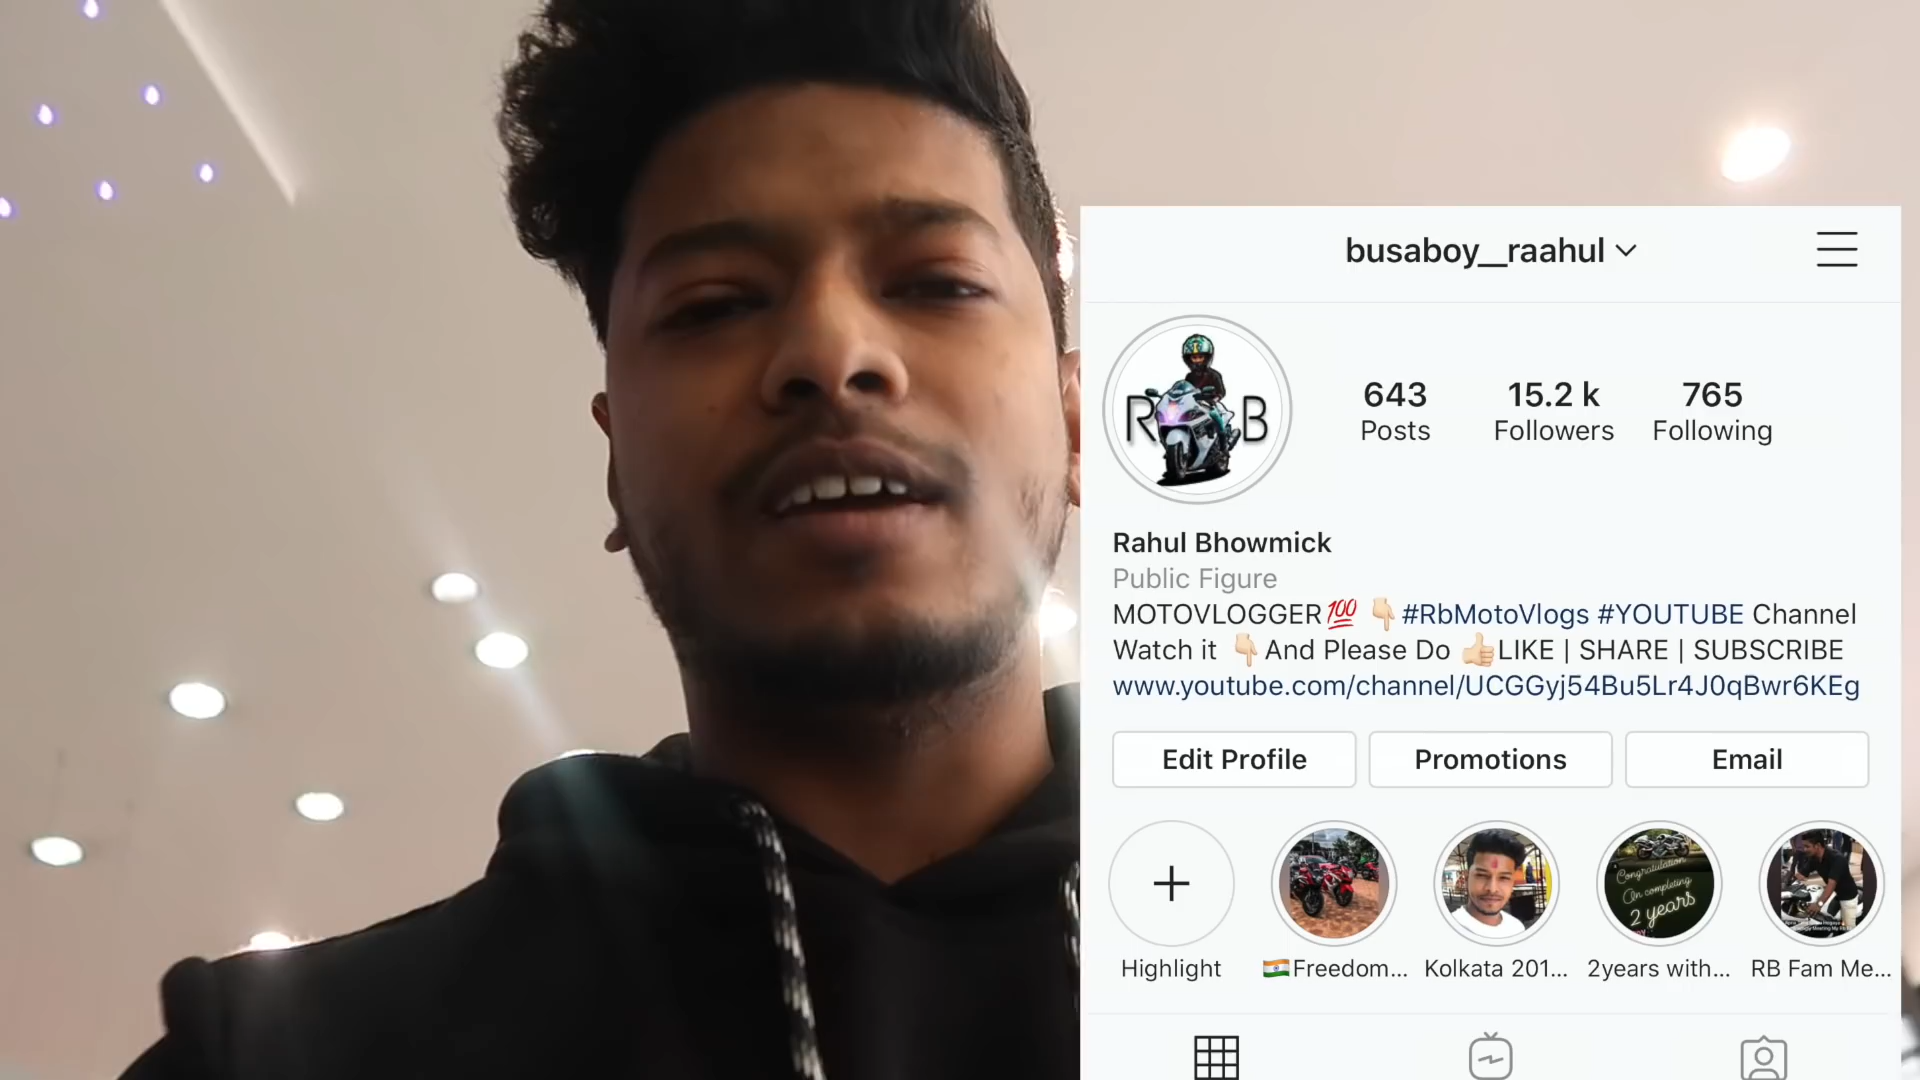 busaboy__raahul
R B
643 15.2 k 765
Posts Followers Following
Rahul Bhowmick
Public Figure
MOTOVLOGGER💯 👇🏻#RbMotoVlogs #YOUTUBE Channel
Watch it 👇🏻And Please Do 👍🏻LIKE | SHARE | SUBSCRIBE
www.youtube.com/channel/UCGGyj54Bu5Lr4J0qBwr6KEg
Edit Profile Promotions Email
Congratulation
On completing
2 years
Highlight 🇮🇳Freedom... Kolkata 201... 2years with... RB Fam Me...